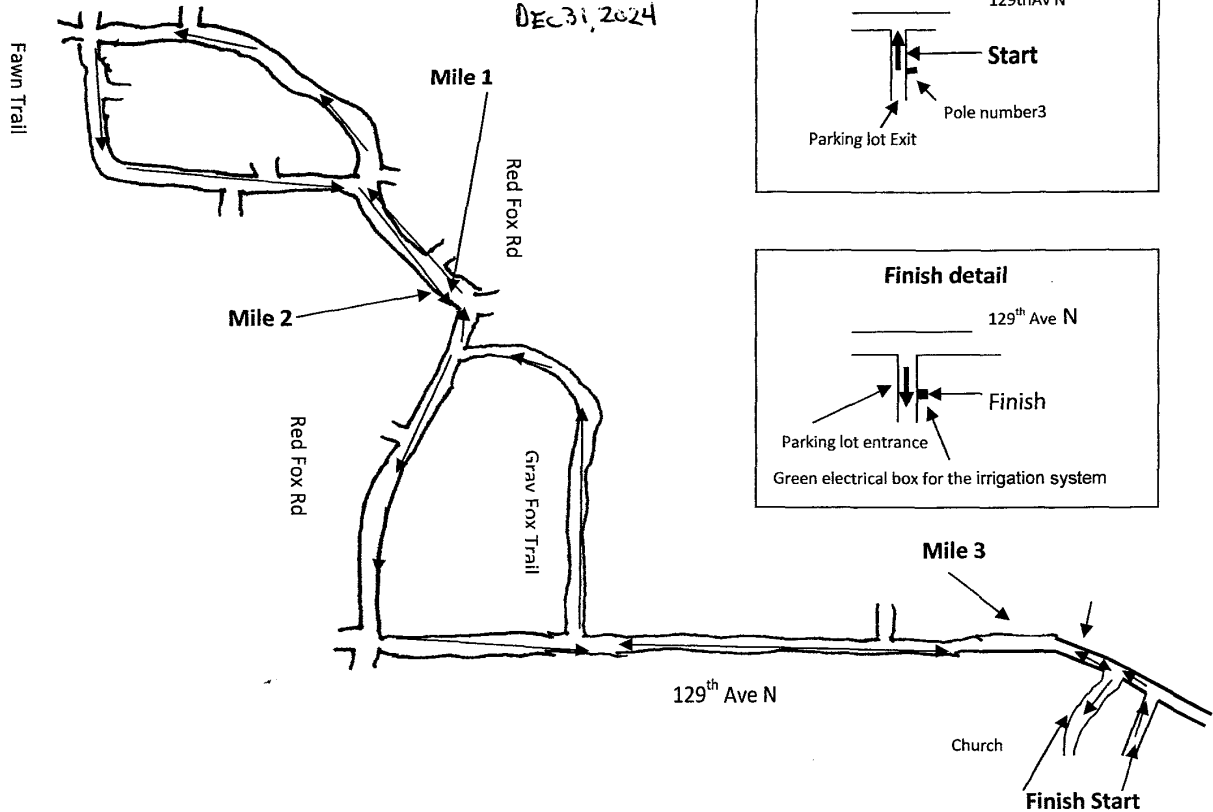 DEC 31, 2024
129thAv N
Start
Pole number3
Parking lot Exit
Fawn Trail
Mile 1
Red Fox Rd
Mile 2
Finish detail
129th Ave N
Finish
Parking lot entrance
Green electrical box for the irrigation system
Red Fox Rd
Gray Fox Trail
Mile 3
129th Ave N
Church
Finish Start